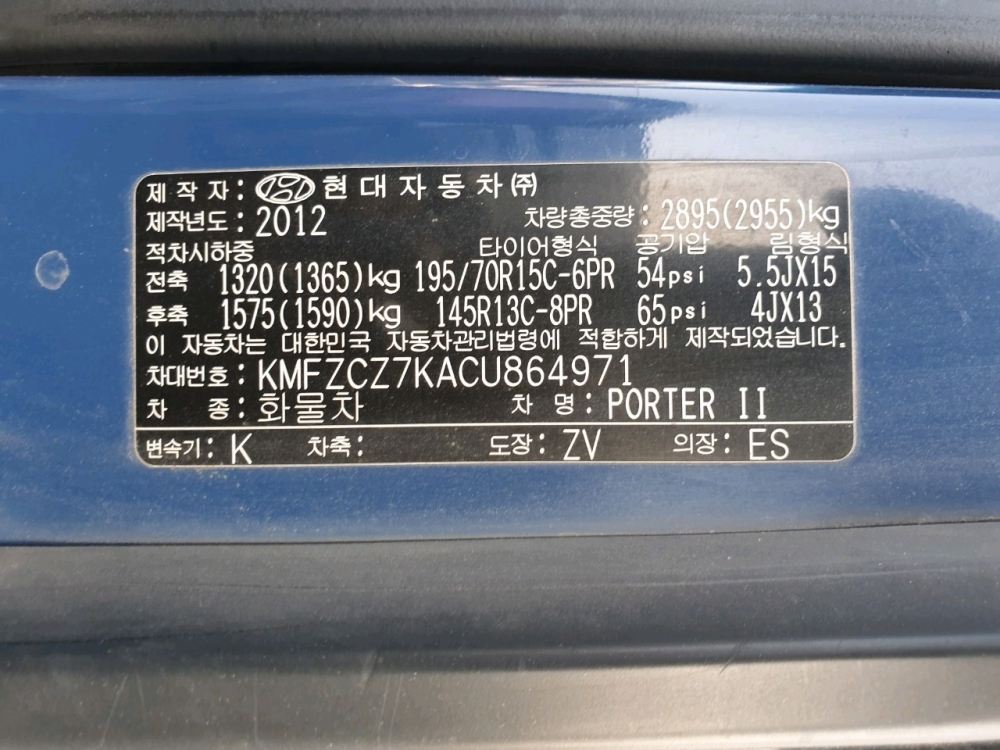 제 작 자 : 현대자동차㈜
제작년도 : 2012 차량총중량 : 2895(2955)kg
적차시하중 타이어형식 공기압 림형식
전축 1320(1365)kg 195/70R15C-6PR 54psi 5.5JX15
후축 1575(1590)kg 145R13C-8PR 65psi 4JX13
이 자동차는 대한민국 자동차관리법령에 적합하게 제작되었습니다.
차대번호 : KMFZCZ7KACU864971
차 종 : 화물차 차 명 : PORTER II
변속기 : K 차축 : 도장 : ZV 의장 : ES